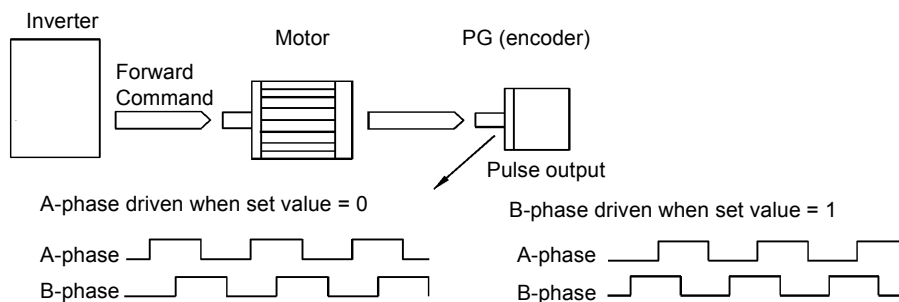 Inverter
Motor
PG (encoder)
Forward
Command
Pulse output
A-phase driven when set value = 0
B-phase driven when set value = 1
A-phase
B-phase
A-phase
B-phase